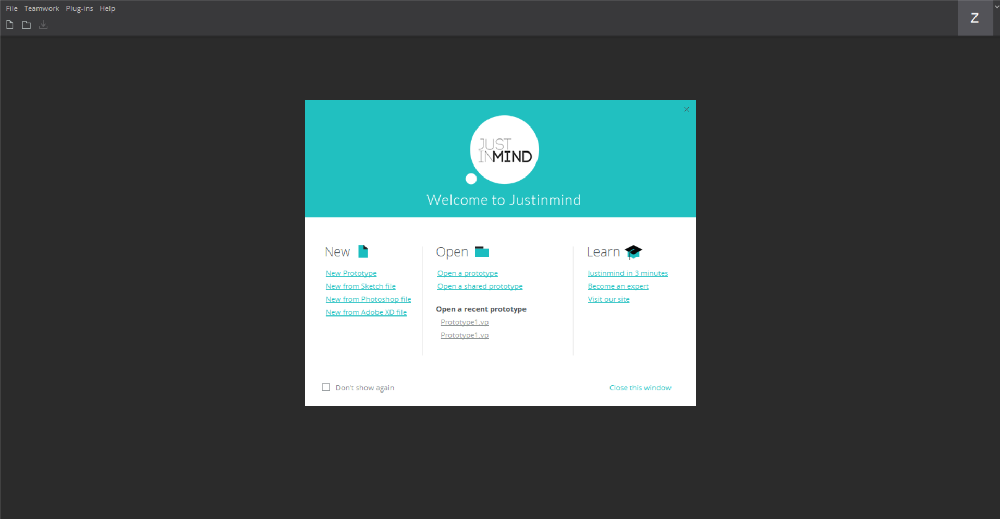 File Teamwork Plug-ins Help
Z
JUST
INMIND
Welcome to Justinmind
New
New Prototype
New from Sketch file
New from Photoshop file
New from Adobe XD file
Open
Open a prototype
Open a shared prototype
Open a recent prototype
Prototype1.vp
Prototype1.vp
Learn
Justinmind in 3 minutes
Become an expert
Visit our site
Don't show again
Close this window